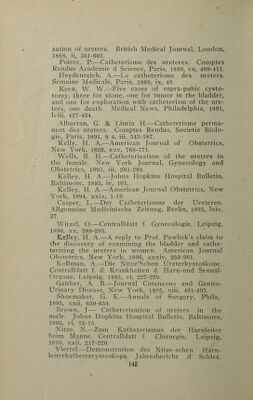 zation of ureters. British Medical Journal, London,
1888, ii, 561-603.
Poirer, P.—Catheterisme des ureteres. Comptes
Rendus Academie d Science, Paris, 1889, cx, 409-411.
Heydenreich, A.—Le catheterisme des ureters.
Semaine Medicale, Paris, 1889, ix, 49.
Keen, W. W.—Five cases of supra-pubic cysto-
tomy, three for stone, one for tumor in the bladder,
and one for exploration with catheterism of the ure-
ters, one death. Medical News, Philadelphia, 1891,
lviii, 427-434.
Albarran, G. & Lluria H.—Catheterisme perma-
nent des ureters. Comptes Rendus, Societie Biolo-
gie, Paris, 1891, 9 s, iii, 543-587.
Kelly, H. A.—American Journal of Obstetrics,
New York, 1892, xxv, 768-771.
Wells, B. H.—Catheterisation of the ureters in
the female. New York Journal, Gynecology and
Obstetrics, 1893, iii, 283-289.
Kelley, H. A.—Johns Hopkins Hospital Bulletin,
Baltimore, 1893, iv, 101.
Kelley, H. A.—American Journal Obstetrics, New
York, 1894, xxix, 1-19.
Casper, L.—Der Catheterismus der Ureteren,
Allgemeine Medicinische Zeitung, Berlin, 1895, lxiv,
37.
Witzel, O.—Centralblatt f. Gynecologie, Leipzig,
1896, xx, 289-293.
Kelley, H. A.—A reply to Prof. Pawlick's claim to
the discovery of examining the bladder and cathe-
terising the ureters in women. American Journal
Obstetrics, New York, 1896, xxxiv, 250-261.
Kollman, A.—Die Nitze'Schen Ureterkystoskope.
Centralblatt f. d. Krankheiten d Harn-und Sexual-
Organe, Leipzig, 1895, vi, 227-229.
Gaither, A. B.—Journal Cutaneous and Genito-
Urinary Disease, New York, 1895, xiii, 491-493.
Shoemaker, G. E.—Annals of Surgery, Phila,
1895, xxii, 650-654.
Brown, J.—Catheterization of ureters in the
male. Johns Hopkins Hospital Bulletin, Baltimore,
1895, vi, 12-15.
Nitze, N.—Zum Katheterismus der Harnleiter
beim Manne. Centralblatt f. Chirurgie, Leipzig,
1895, xxii, 217-220.
Viertel—Demonstration des Nitze-schen Harn-
leiterkathetrzcystoskops. Jahresbericht d Schlez.
148